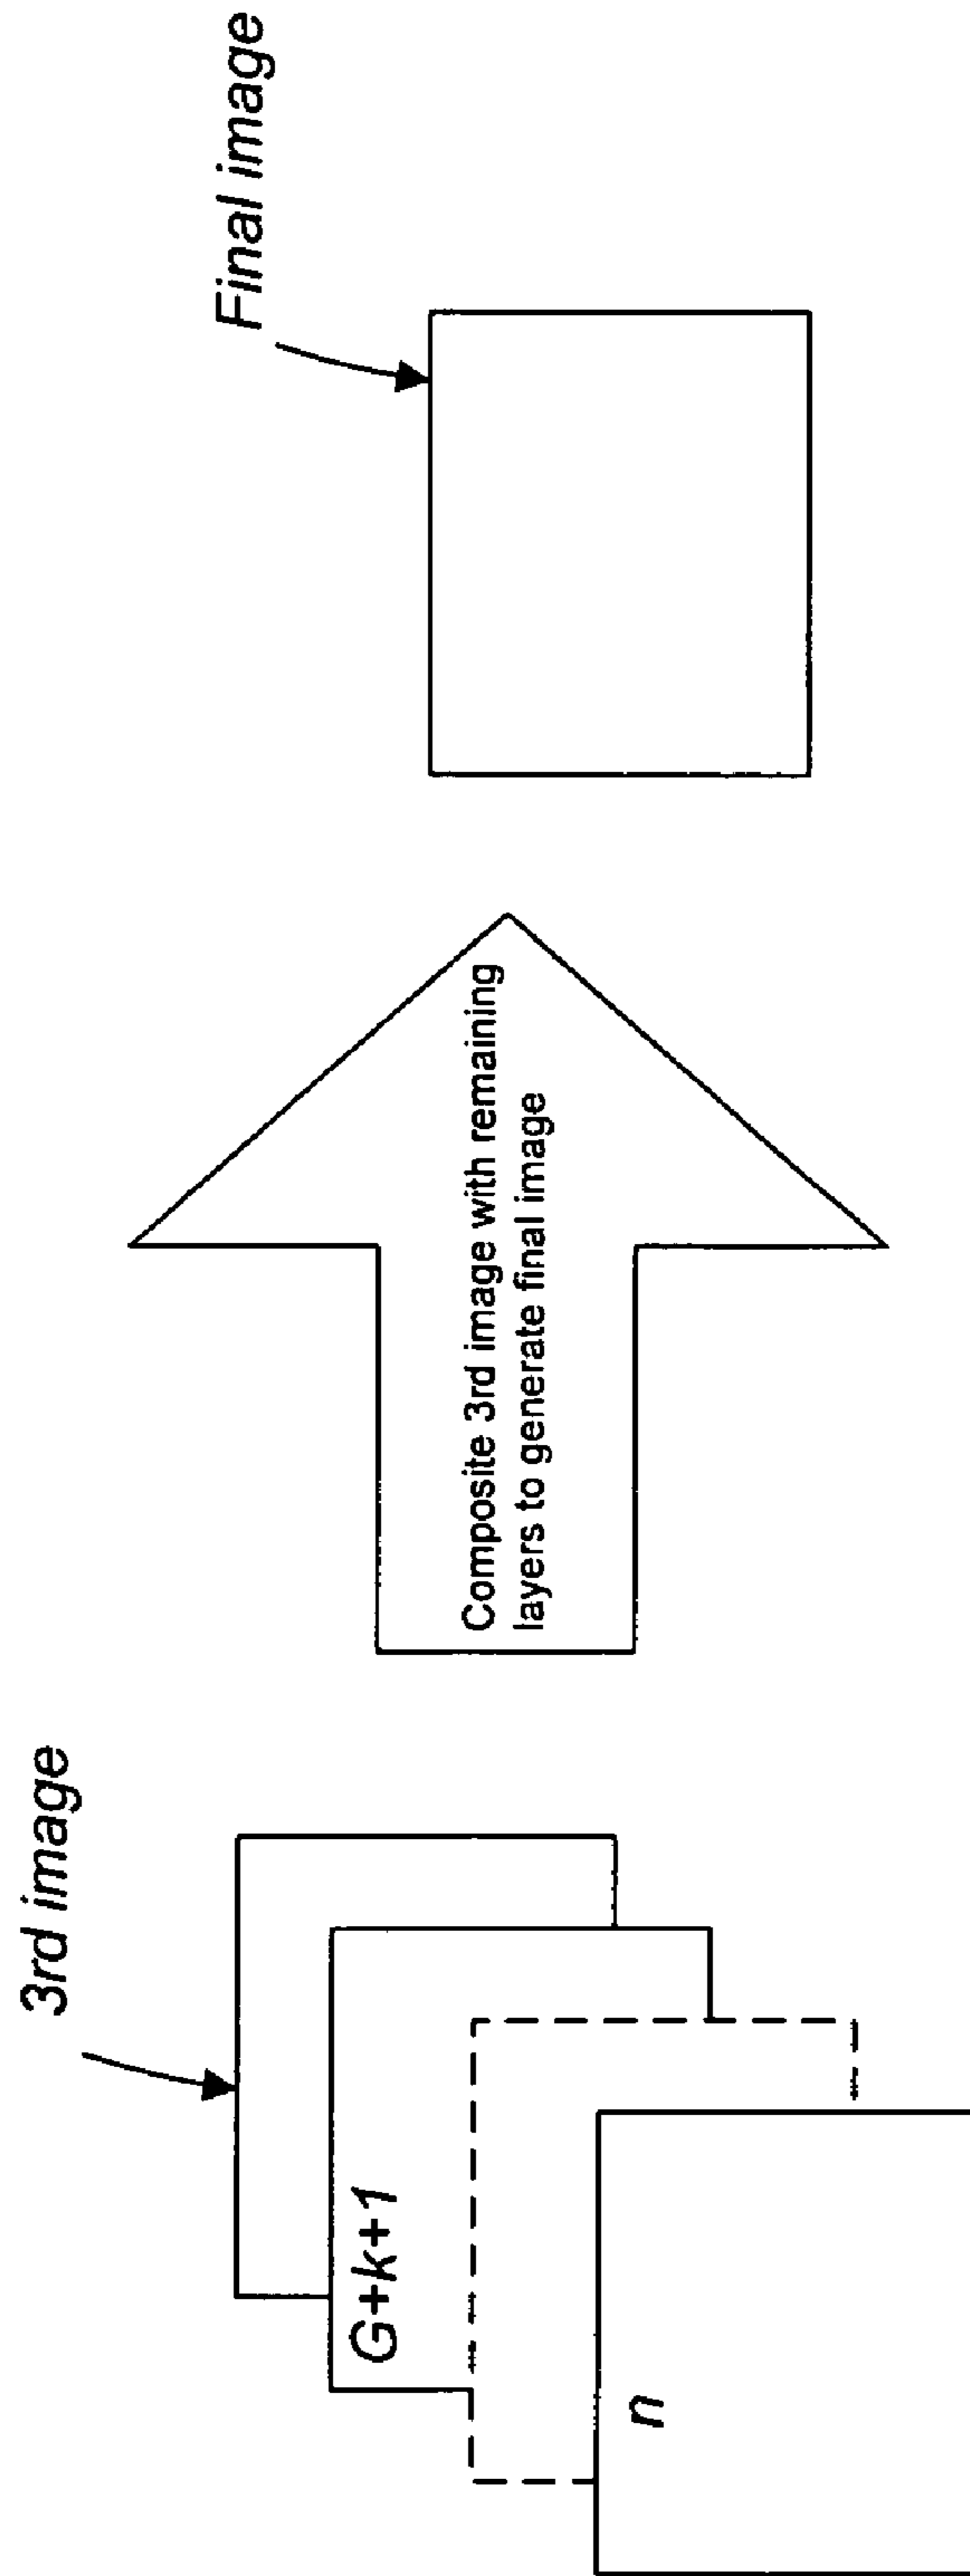 3rd image
G+k+1
n
Composite 3rd image with remaining
layers to generate final image
Final image